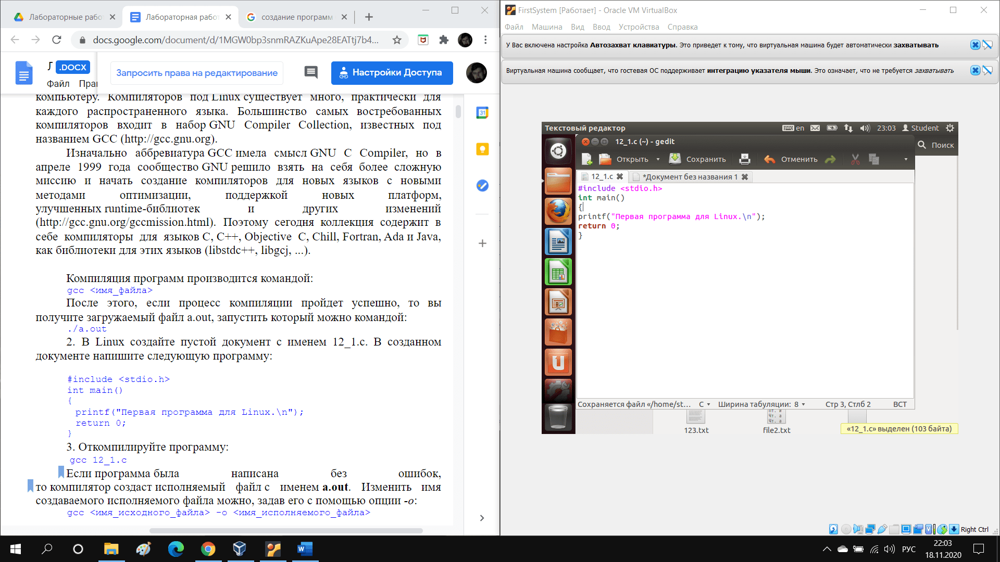 Лабораторные рабо
Лабораторная работ
создание программ
docs.google.com/document/d/1MGW0bp3snmRAZKuApe28EATtj7b4...
Л .DOCX
Файл Прав
Запросить права на редактирование
Настройки Доступа
компьютеру. Компиляторов под Linux существует много, практически для
каждого распространенного языка. Большинство самых востребованных
компиляторов входит в набор GNU Compiler Collection, известных под
названием GCC (http://gcc.gnu.org).
Изначально аббревиатура GCC имела смысл GNU C Compiler, но в
апреле 1999 года сообщество GNU решило взять на себя более сложную
миссию и начать создание компиляторов для новых языков с новыми
методами оптимизации, поддержкой новых платформ,
улучшенных runtime-библиотек и других изменений
(http://gcc.gnu.org/gccmission.html). Поэтому сегодня коллекция содержит в
себе компиляторы для языков C, C++, Objective C, Chill, Fortran, Ada и Java,
как библиотеки для этих языков (libstdc++, libgcj, ...).
Компиляция программ производится командой:
gcc <имя_файла>
После этого, если процесс компиляции пройдет успешно, то вы
получите загружаемый файл a.out, запустить который можно командой:
./a.out
2. В Linux создайте пустой документ с именем 12_1.c. В созданном
документе напишите следующую программу:
#include <stdio.h>
int main()
{
printf("Первая программа для Linux.\n");
return 0;
}
3. Откомпилируйте программу:
gcc 12_1.c
Если программа была написана без ошибок,
то компилятор создаст исполняемый файл с именем a.out. Изменить имя
создаваемого исполняемого файла можно, задав его с помощью опции -o:
gcc <имя_исходного_файла> -o <имя_исполняемого_файла>
31
FirstSystem [Работает] - Oracle VM VirtualBox
Файл Машина Вид Ввод Устройства Справка
У Вас включена настройка Автозахват клавиатуры. Это приведет к тому, что виртуальная машина будет автоматически захватывать
Виртуальная машина сообщает, что гостевая ОС поддерживает интеграцию указателя мыши. Это означает, что не требуется захватывать
Текстовый редактор en 23:03 Student
12_1.c (~) - gedit
Поиск
Открыть Сохранить Отменить
12_1.c *Документ без названия 1
#include <stdio.h>
int main()
{
printf("Первая программа для Linux.\n");
return 0;
}
Сохраняется файл «/home/st... C Ширина табуляции: 8 Стр 3, Стлб 2 ВСТ
123.txt file2.txt «12_1.c» выделен (103 байта)
Right Ctrl
РУС
22:03
18.11.2020